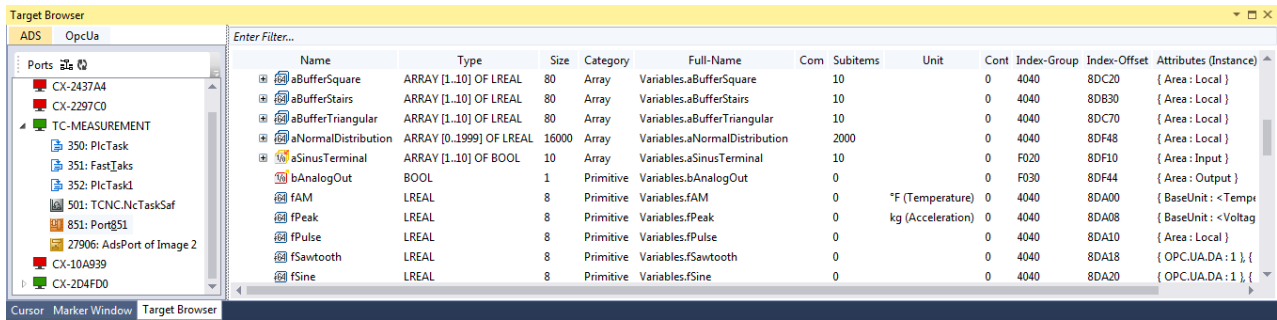 Target Browser
ADS OpcUa
Enter Filter...
Ports
CX-2437A4
CX-2297C0
TC-MEASUREMENT
350: PlcTask
351: FastTaks
352: PlcTask1
501: TCNC.NcTaskSaf
851: Port851
27906: AdsPort of Image 2
CX-10A939
CX-2D4FD0
Name Type Size Category Full-Name Com Subitems Unit Cont Index-Group Index-Offset Attributes (Instance)
aBufferSquare ARRAY [1..10] OF LREAL 80 Array Variables.aBufferSquare 10 0 4040 8DC20 { Area : Local }
aBufferStairs ARRAY [1..10] OF LREAL 80 Array Variables.aBufferStairs 10 0 4040 8DB30 { Area : Local }
aBufferTriangular ARRAY [1..10] OF LREAL 80 Array Variables.aBufferTriangular 10 0 4040 8DC70 { Area : Local }
aNormalDistribution ARRAY [0..1999] OF LREAL 16000 Array Variables.aNormalDistribution 2000 0 4040 8DF48 { Area : Local }
aSinusTerminal ARRAY [1..10] OF BOOL 10 Array Variables.aSinusTerminal 10 0 F020 8DF10 { Area : Input }
bAnalogOut BOOL 1 Primitive Variables.bAnalogOut 0 0 F030 8DF44 { Area : Output }
fAM LREAL 8 Primitive Variables.fAM 0 °F (Temperature) 0 4040 8DA00 { BaseUnit : <Tempe
fPeak LREAL 8 Primitive Variables.fPeak 0 kg (Acceleration) 0 4040 8DA08 { BaseUnit : <Voltag
fPulse LREAL 8 Primitive Variables.fPulse 0 0 4040 8DA10 { Area : Local }
fSawtooth LREAL 8 Primitive Variables.fSawtooth 0 0 4040 8DA18 { OPC.UA.DA : 1 }, {
fSine LREAL 8 Primitive Variables.fSine 0 0 4040 8DA20 { OPC.UA.DA : 1 }, {
Cursor Marker Window Target Browser